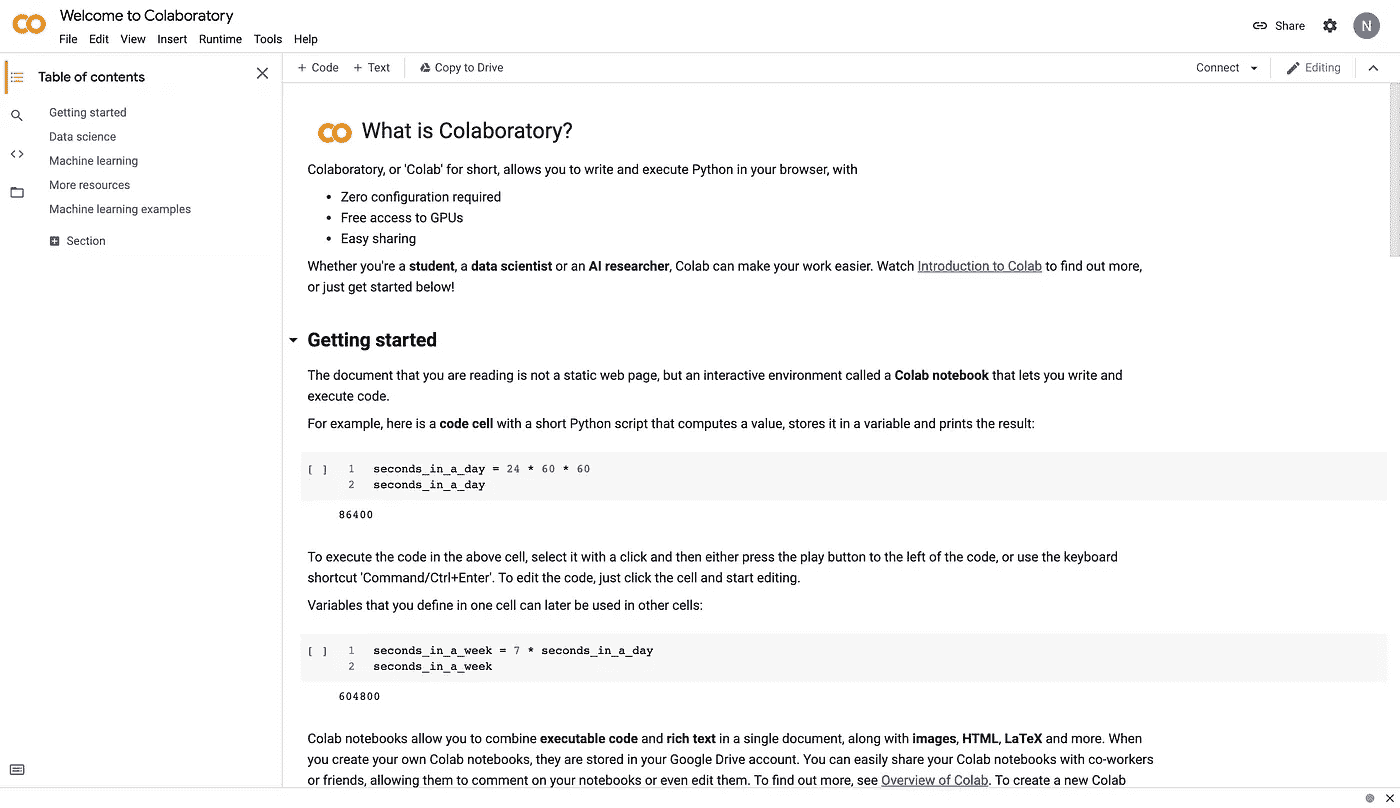 Welcome to Colaboratory
File Edit View Insert Runtime Tools Help
Share
N
Table of contents
Getting started
Data science
Machine learning
More resources
Machine learning examples
Section
+ Code + Text Copy to Drive
Connect
Editing
What is Colaboratory?
Colaboratory, or 'Colab' for short, allows you to write and execute Python in your browser, with
• Zero configuration required
• Free access to GPUs
• Easy sharing
Whether you're a student, a data scientist or an AI researcher, Colab can make your work easier. Watch Introduction to Colab to find out more,
or just get started below!
Getting started
The document that you are reading is not a static web page, but an interactive environment called a Colab notebook that lets you write and
execute code.
For example, here is a code cell with a short Python script that computes a value, stores it in a variable and prints the result:
[ ] 1 seconds_in_a_day = 24 * 60 * 60
2 seconds_in_a_day
86400
To execute the code in the above cell, select it with a click and then either press the play button to the left of the code, or use the keyboard
shortcut 'Command/Ctrl+Enter'. To edit the code, just click the cell and start editing.
Variables that you define in one cell can later be used in other cells:
[ ] 1 seconds_in_a_week = 7 * seconds_in_a_day
2 seconds_in_a_week
604800
Colab notebooks allow you to combine executable code and rich text in a single document, along with images, HTML, LaTeX and more. When
you create your own Colab notebooks, they are stored in your Google Drive account. You can easily share your Colab notebooks with co-workers
or friends, allowing them to comment on your notebooks or even edit them. To find out more, see Overview of Colab. To create a new Colab